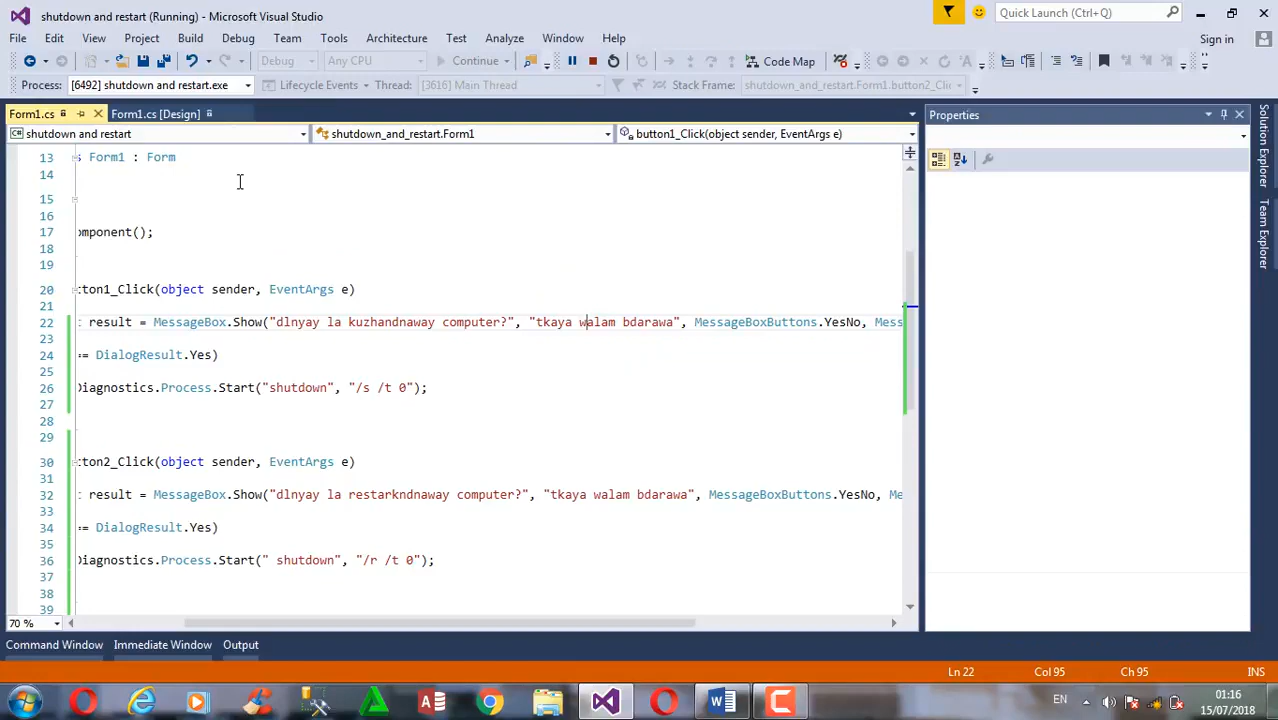 shutdown and restart (Running) - Microsoft Visual Studio
Quick Launch (Ctrl+Q)
File Edit View Project Build Debug Team Tools Architecture Test Analyze Window Help
Sign in
Debug Any CPU Continue Code Map
Process: [6492] shutdown and restart.exe Lifecycle Events Thread: [3616] Main Thread Stack Frame: shutdown_and_restart.Form1.button2_Cli
Form1.cs Form1.cs [Design]
Properties
shutdown and restart shutdown_and_restart.Form1 button1_Click(object sender, EventArgs e)
Solution Explorer
Team Explorer
13 s Form1 : Form
14
15
16
17 omponent();
18
19
20 tton1_Click(object sender, EventArgs e)
21
22 t result = MessageBox.Show("dlnyay la kuzhandnaway computer?", "tkaya walam bdarawa", MessageBoxButtons.YesNo, Mess
23
24 == DialogResult.Yes)
25
26 Diagnostics.Process.Start("shutdown", "/s /t 0");
27
28
29
30 tton2_Click(object sender, EventArgs e)
31
32 t result = MessageBox.Show("dlnyay la restarkndnaway computer?", "tkaya walam bdarawa", MessageBoxButtons.YesNo, Me
33
34 == DialogResult.Yes)
35
36 Diagnostics.Process.Start(" shutdown", "/r /t 0");
37
38
39
70 %
Command Window Immediate Window Output
Ln 22 Col 95 Ch 95 INS
EN 01:16
15/07/2018